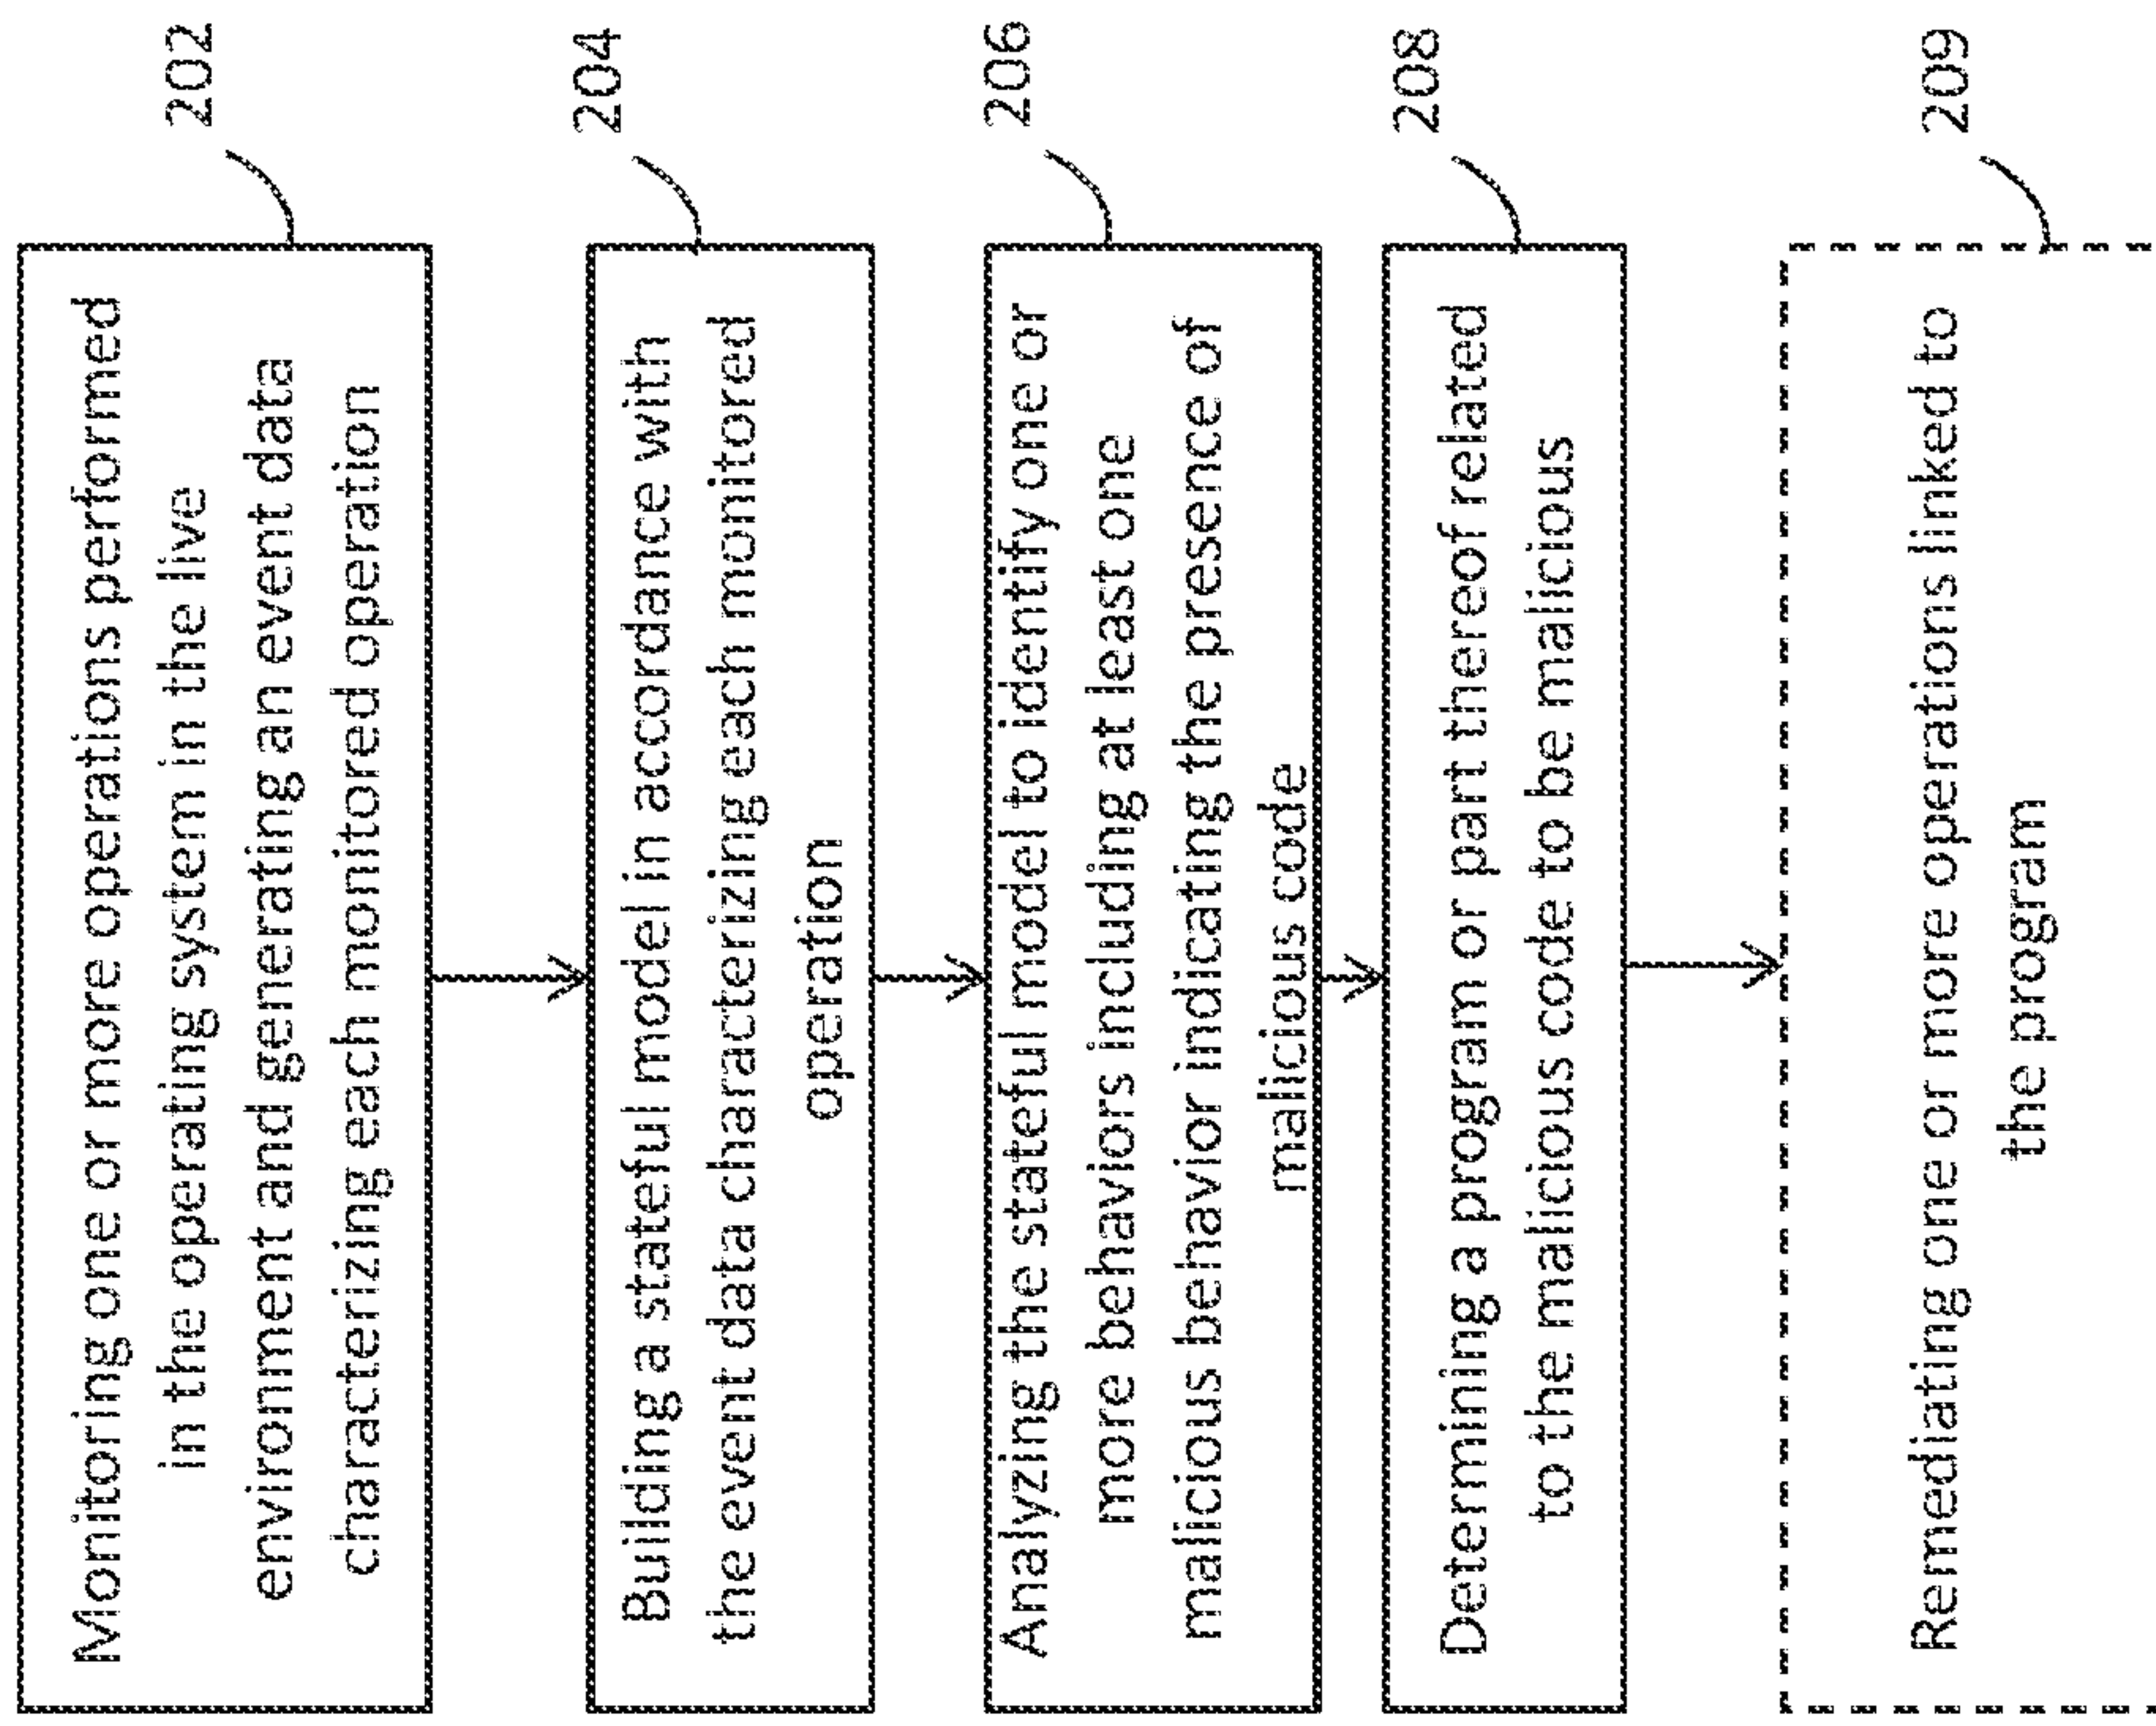 Monitoring one or more operations performed
in the operating system in the live
environment and generating an event data
characterizing each monitored operation
202
Building a stateful model in accordance with
the event data characterizing each monitored
operation
204
Analyzing the stateful model to identify one or
more behaviors including at least one
malicious behavior indicating the presence of
malicious code
206
Determining a program or part thereof related
to the malicious code to be malicious
208
Remediating one or more operations linked to
the program
209